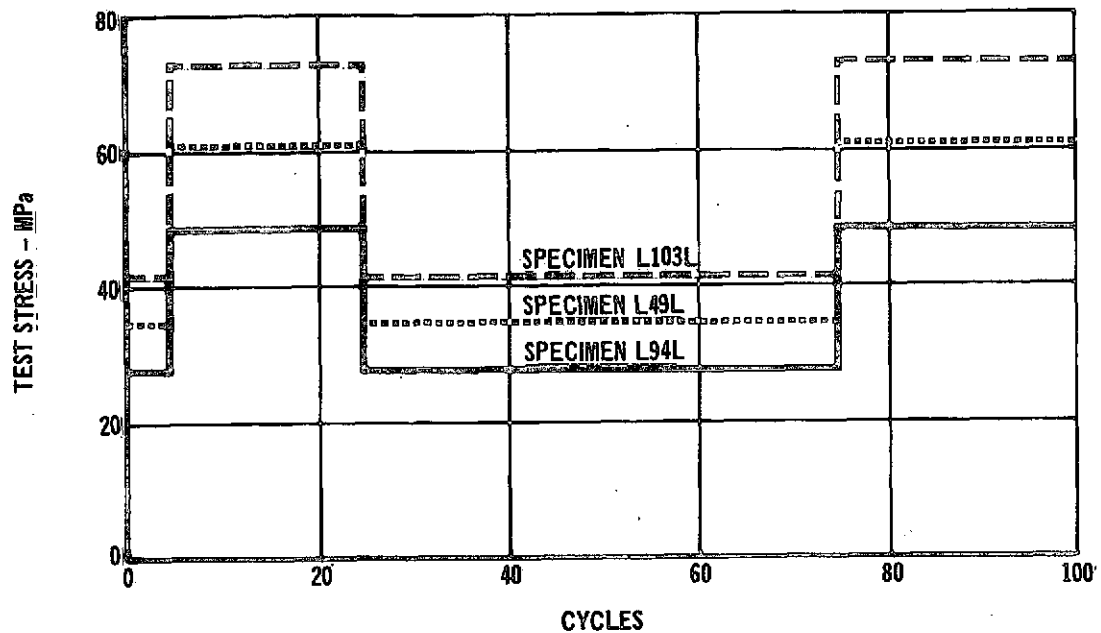 80
60
40
20
0
TEST STRESS - MPa
SPECIMEN L103L
SPECIMEN L49L
SPECIMEN L94L
0 20 40 60 80 100
CYCLES